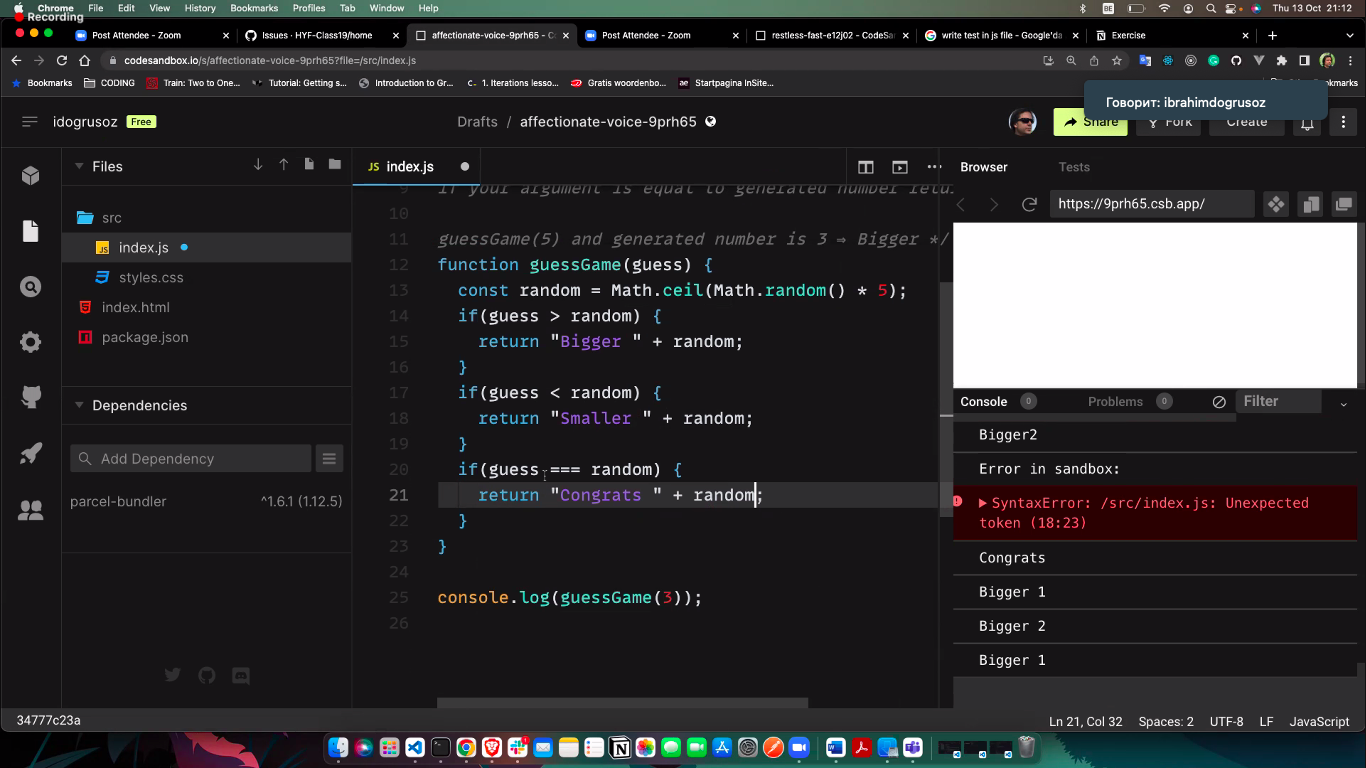 Chrome File Edit View History Bookmarks Profiles Tab Window Help BE Thu 13 Oct 21:12
Recording
Post Attendee - Zoom Issues · HYF-Class19/home affectionate-voice-9prh65 - Co Post Attendee - Zoom restless-fast-e12j02 - CodeSan write test in js file - Google'da Exercise
codesandbox.io/s/affectionate-voice-9prh65?file=/src/index.js
Bookmarks CODING Train: Two to One... Tutorial: Getting s... Introduction to Gr... C... 1. Iterations lesso... Gratis woordenbo... ae Startpagina InSite... Bookmarks
Говорит: ibrahimdogrusoz
idogrusoz Free Drafts / affectionate-voice-9prh65 Share Fork Create
Files JS index.js Browser Tests
https://9prh65.csb.app/
src
JS index.js
styles.css
index.html
package.json
Dependencies
Add Dependency
parcel-bundler ^1.6.1 (1.12.5)
9 If your argument is equal to generated number retu
10
11 guessGame(5) and generated number is 3 ⇒ Bigger */
12 function guessGame(guess) {
13 const random = Math.ceil(Math.random() * 5);
14 if(guess > random) {
15 return "Bigger " + random;
16 }
17 if(guess < random) {
18 return "Smaller " + random;
19 }
20 if(guess === random) {
21 return "Congrats " + random;
22 }
23 }
24
25 console.log(guessGame(3));
26
Console 0 Problems 0 Filter
Bigger2
Error in sandbox:
SyntaxError: /src/index.js: Unexpected
token (18:23)
Congrats
Bigger 1
Bigger 2
Bigger 1
34777c23a Ln 21, Col 32 Spaces: 2 UTF-8 LF JavaScript